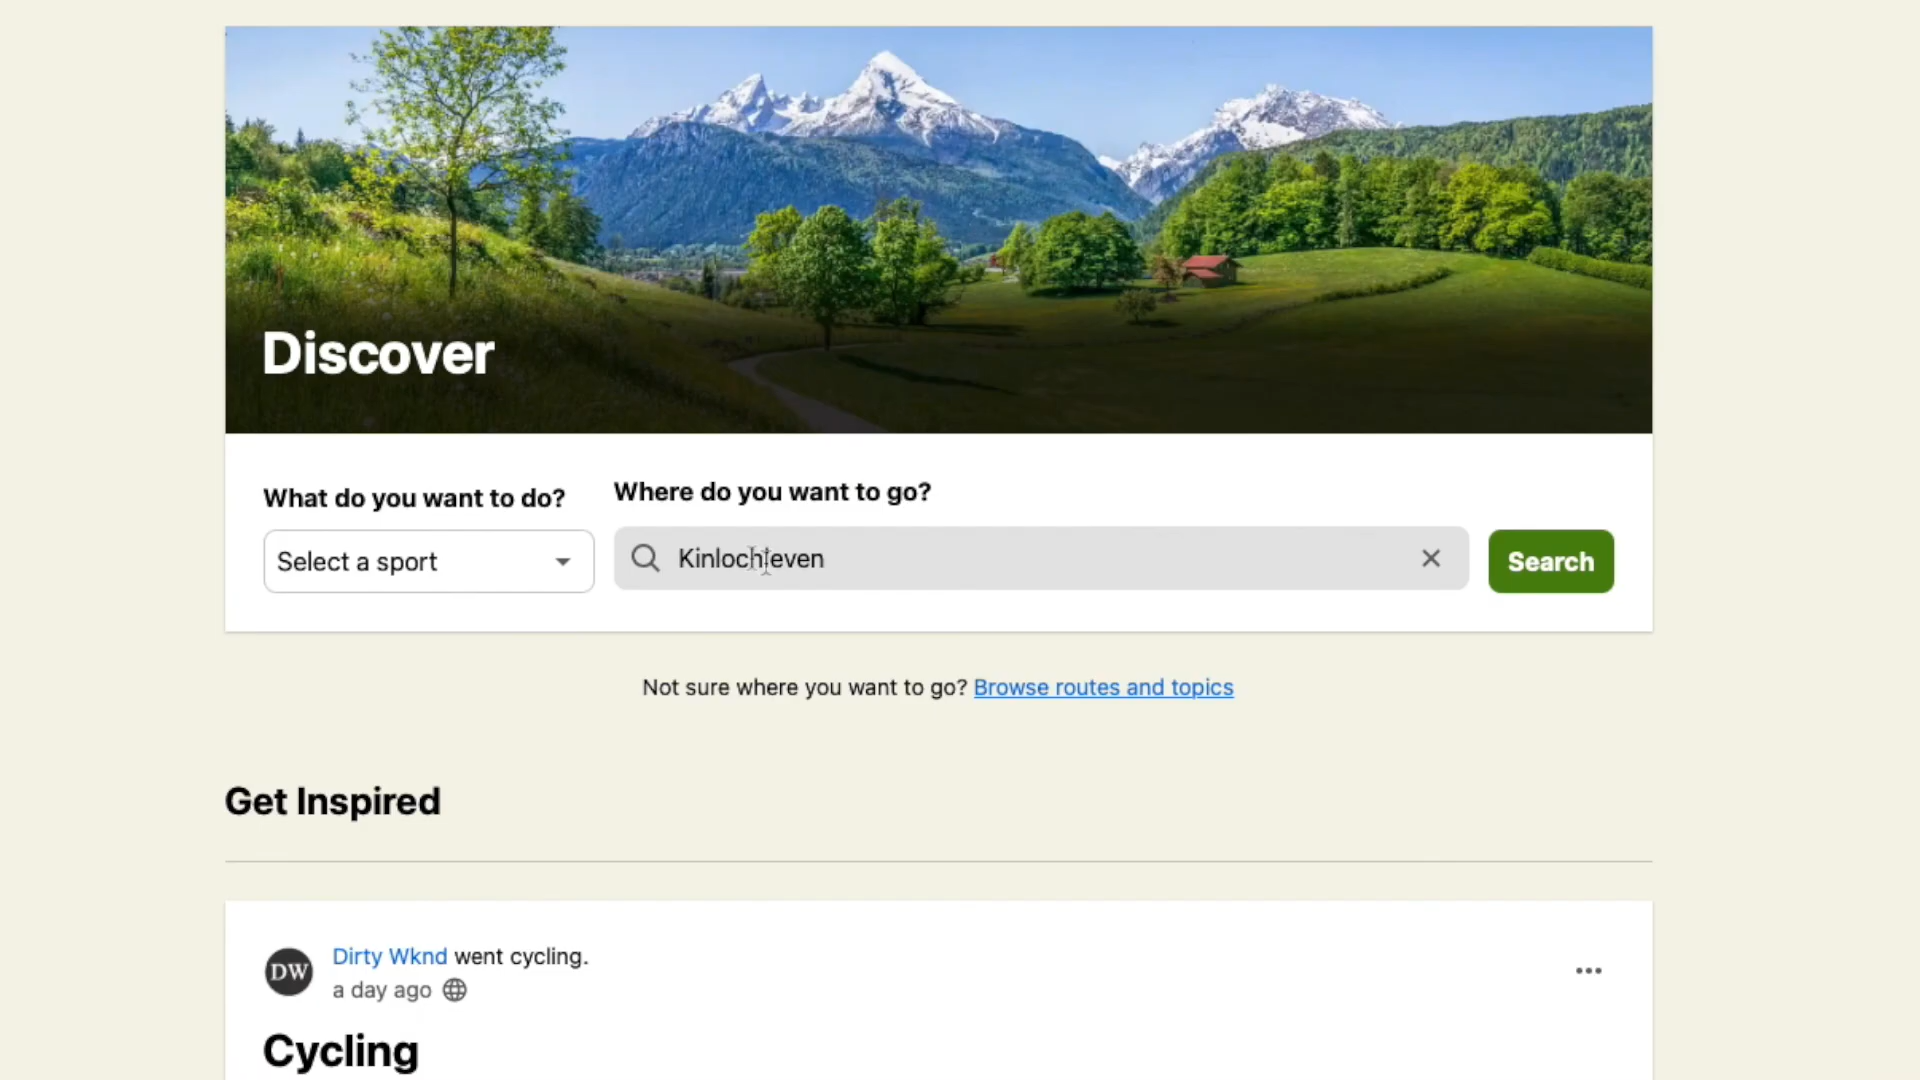 Discover
What do you want to do?
Where do you want to go?
Select a sport
Kinlochleven
Search
Not sure where you want to go? Browse routes and topics
Get Inspired
DW
Dirty Wknd went cycling.
a day ago
Cycling